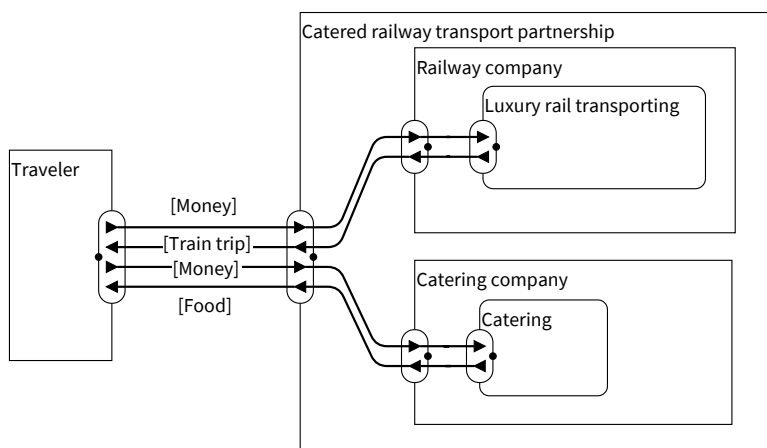 Catered railway transport partnership
Railway company
Luxury rail transporting
Traveler
[Money]
[Train trip]
[Money]
[Food]
Catering company
Catering